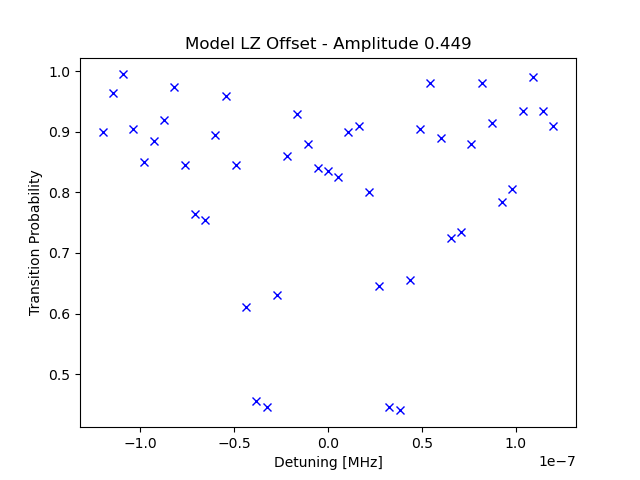 Model LZ Offset - Amplitude 0.449
1.0
0.9
0.8
0.7
0.6
0.5
Transition Probability
−1.0 −0.5 0.0 0.5 1.0
1e−7
Detuning [MHz]